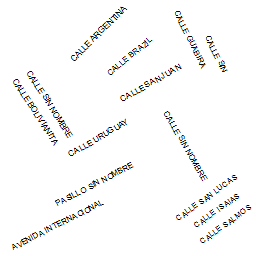 CALLE ARGENTINA
CALLE BRAZIL
CALLE GUABIRA
CALLE SIN
CALLE SAN JUAN
CALLE SIN NOMBRE
CALLE BOLIVIANITA
CALLE URUGUAY
CALLE SIN NOMBRE
PASILLO SIN NOMBRE
AVENIDA INTERNACIONAL
CALLE SAN LUCAS
CALLE ISAIAS
CALLE SALMOS